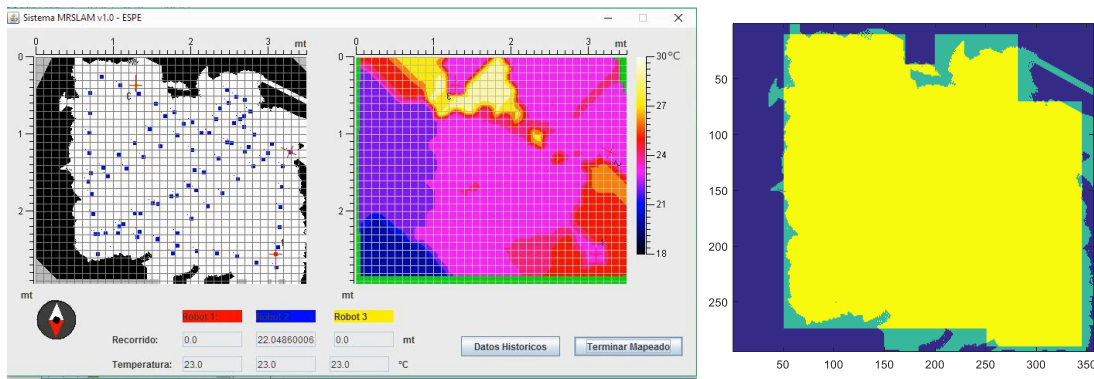 Sistema MRSLAM v1.0 - ESPE
0 1 2 3
mt
0
1
2
mt
0 1 2 3
mt
0
1
2
mt
30°C
27
24
21
18
Robot 1: Robot 2: Robot 3
Recorrido: 0.0 22.04860006 0.0 mt
Temperatura: 23.0 23.0 23.0 °C
Datos Historicos Terminar Mapeado
50
100
150
200
250
50 100 150 200 250 300 350